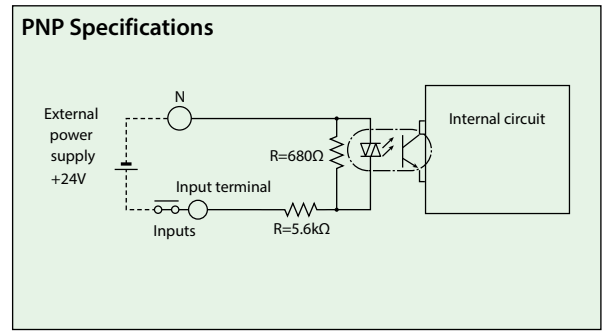 PNP Specifications
N
External
power
supply
+24V
Internal circuit
R=680Ω
Input terminal
Inputs
R=5.6kΩ